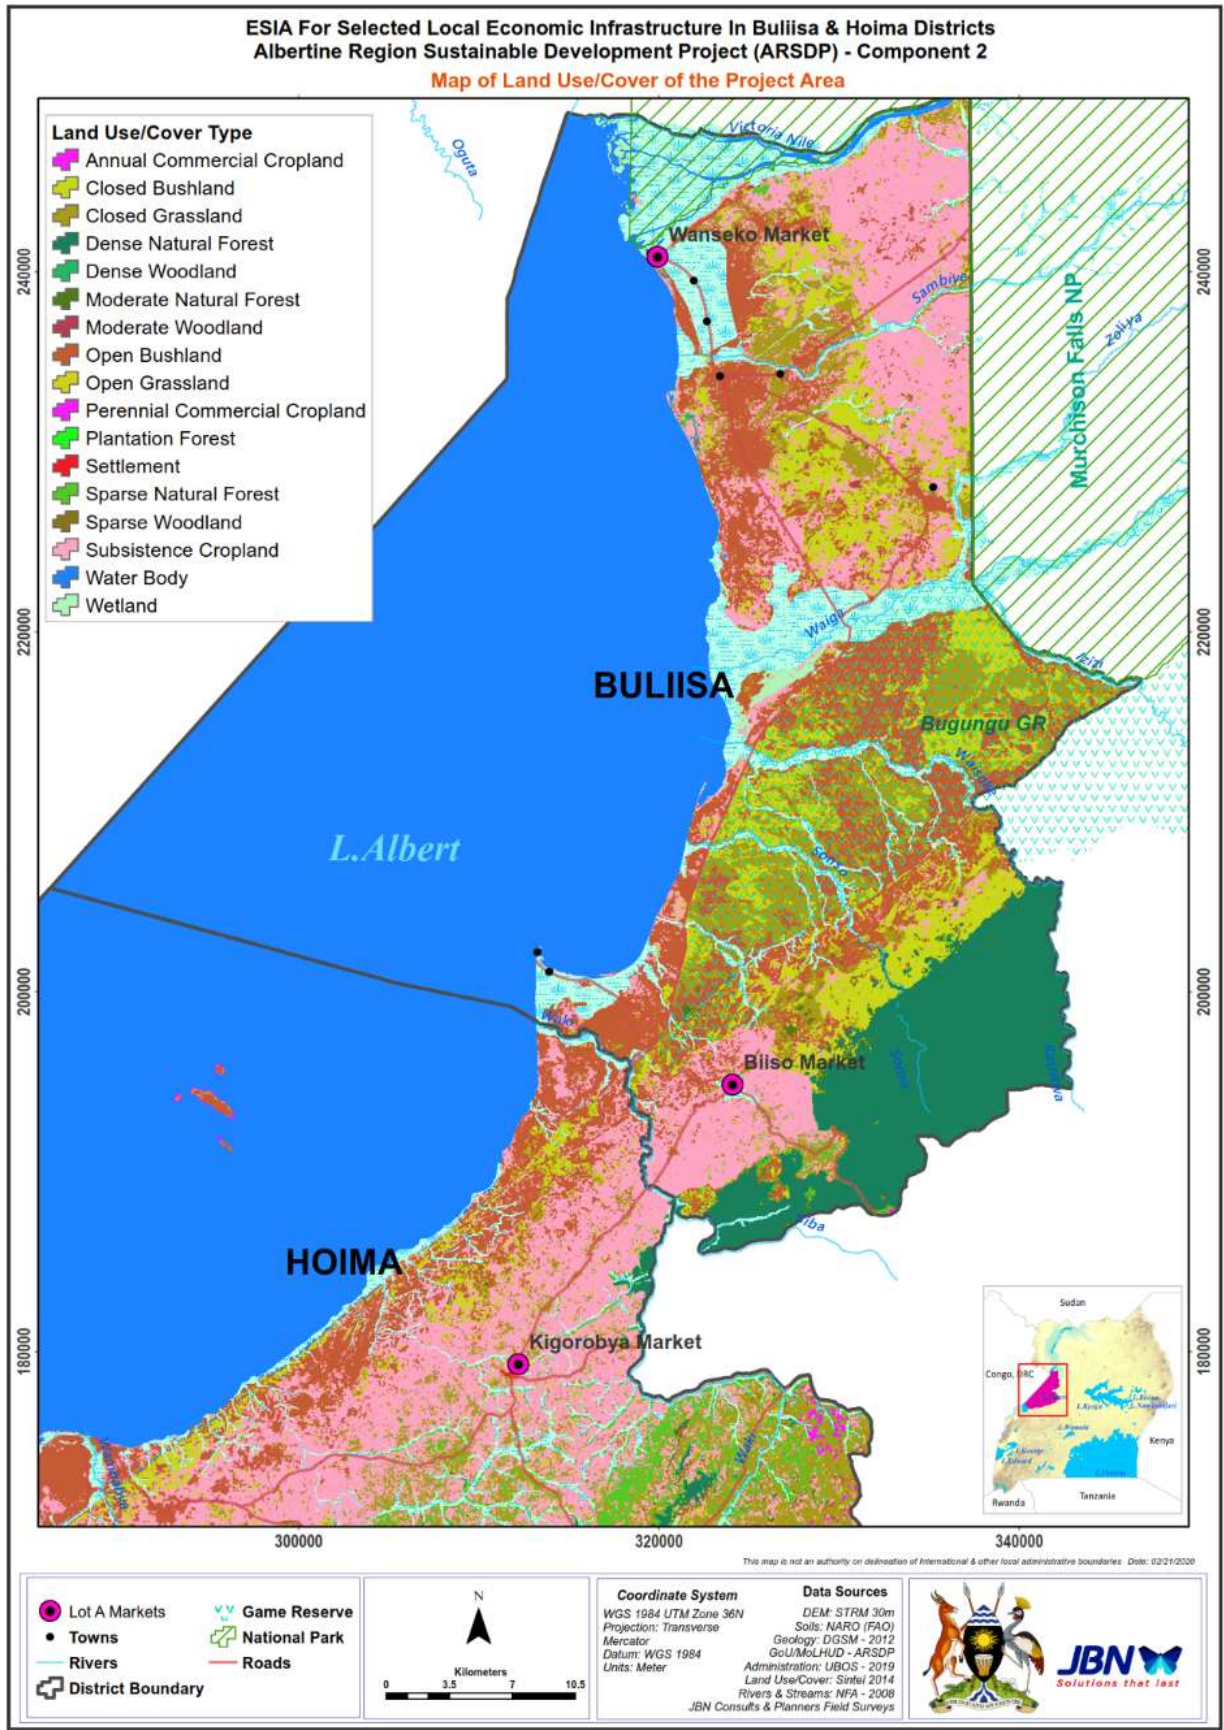 ESIA For Selected Local Economic Infrastructure In Buliisa & Hoima Districts
Albertine Region Sustainable Development Project (ARSDP) - Component 2
Map of Land Use/Cover of the Project Area
Land Use/Cover Type
Annual Commercial Cropland
Closed Bushland
Closed Grassland
Dense Natural Forest
Dense Woodland
Moderate Natural Forest
Moderate Woodland
Open Bushland
Open Grassland
Perennial Commercial Cropland
Plantation Forest
Settlement
Sparse Natural Forest
Sparse Woodland
Subsistence Cropland
Water Body
Wetland
Oguta
Victoria Nile
Wanseko Market
240000
240000
Sambiye
Zoliya
Murchison Falls NP
220000
220000
Waiga
Izizi
BULIISA
Bugungu GR
Waisoke
L.Albert
Sonso
200000
200000
Waki
Biiso Market
Sonso
HOIMA
Kigorobya Market
180000
180000
Waki
Sudan
Congo, DRC
L.Kyoga
Kenya
Tanzania
Rwanda
300000
320000
340000
This map is not an authority on delineation of International & other local administrative boundaries Date: 02/21/2020
Lot A Markets
Towns
Rivers
District Boundary
Game Reserve
National Park
Roads
N
Kilometers
0 3.5 7 10.5
Coordinate System
WGS 1984 UTM Zone 36N
Projection: Transverse
Mercator
Datum: WGS 1984
Units: Meter
Data Sources
DEM: STRM 30m
Soils: NARO (FAO)
Geology: DGSM - 2012
GoU/MoLHUD - ARSDP
Administration: UBOS - 2019
Land Use/Cover: Sintel 2014
Rivers & Streams: NFA - 2008
JBN Consults & Planners Field Surveys
JBN
Solutions that last